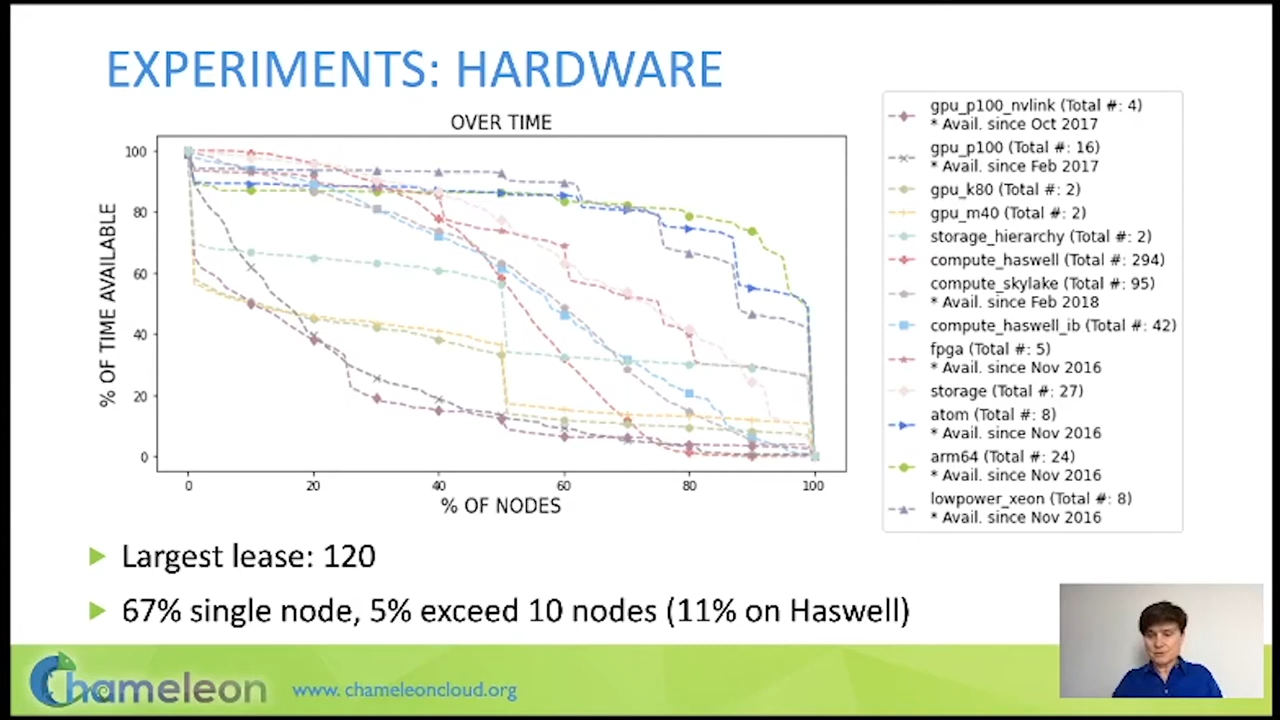 EXPERIMENTS: HARDWARE
OVER TIME
% OF TIME AVAILABLE
100
80
60
40
20
0
0 20 40 60 80 100
% OF NODES
gpu_p100_nvlink (Total #: 4)
* Avail. since Oct 2017
gpu_p100 (Total #: 16)
* Avail. since Feb 2017
gpu_k80 (Total #: 2)
gpu_m40 (Total #: 2)
storage_hierarchy (Total #: 2)
compute_haswell (Total #: 294)
compute_skylake (Total #: 95)
* Avail. since Feb 2018
compute_haswell_ib (Total #: 42)
fpga (Total #: 5)
* Avail. since Nov 2016
storage (Total #: 27)
atom (Total #: 8)
* Avail. since Nov 2016
arm64 (Total #: 24)
* Avail. since Nov 2016
lowpower_xeon (Total #: 8)
* Avail. since Nov 2016
Largest lease: 120
67% single node, 5% exceed 10 nodes (11% on Haswell)
Chameleon
www.chameleoncloud.org